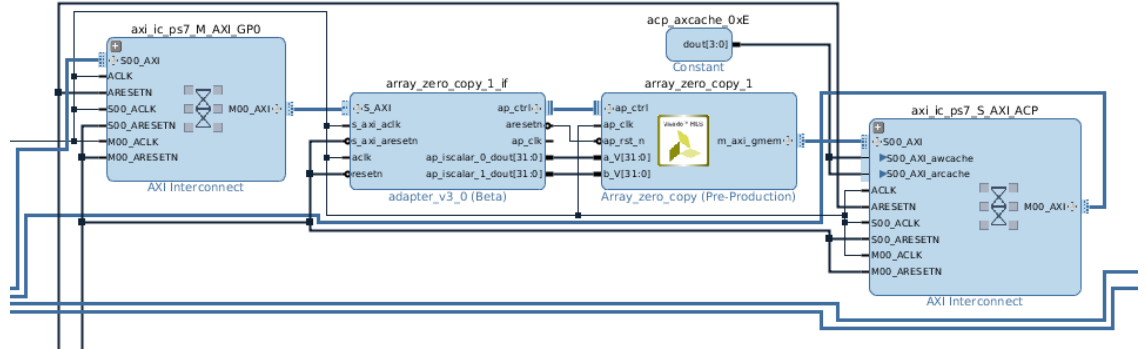 axi_ic_ps7_M_AXI_GP0
S00_AXI
ACLK
ARESETN
S00_ACLK
S00_ARESETN
M00_ACLK
M00_ARESETN
M00_AXI
AXI Interconnect
array_zero_copy_1_if
S_AXI
s_axi_aclk
s_axi_aresetn
aclk
resetn
ap_ctrl
aresetn
ap_clk
ap_iscalar_0_dout[31:0]
ap_iscalar_1_dout[31:0]
adapter_v3_0 (Beta)
acp_axcache_0xE
dout[3:0]
Constant
array_zero_copy_1
ap_ctrl
ap_clk
ap_rst_n
a_V[31:0]
b_V[31:0]
Vivado™ HLS
m_axi_gmem
Array_zero_copy (Pre-Production)
axi_ic_ps7_S_AXI_ACP
S00_AXI
S00_AXI_awcache
S00_AXI_arcache
ACLK
ARESETN
S00_ACLK
S00_ARESETN
M00_ACLK
M00_ARESETN
M00_AXI
AXI Interconnect